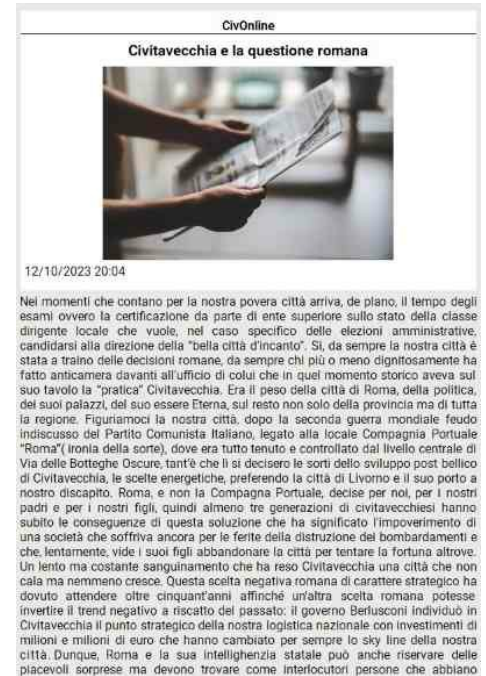 CivOnline
Civitavecchia e la questione romana
12/10/2023 20:04
Nei momenti che contano per la nostra povera città arriva, de plano, il tempo degli
esami ovvero la certificazione da parte di ente superiore sullo stato della classe
dirigente locale che vuole, nel caso specifico delle elezioni amministrative,
candidarsi alla direzione della "bella città d'incanto". Sì, da sempre la nostra città è
stata a traino delle decisioni romane, da sempre chi più o meno dignitosamente ha
fatto anticamera davanti all'ufficio di colui che in quel momento storico aveva sul
suo tavolo la "pratica" Civitavecchia. Era il peso della città di Roma, della politica,
dei suoi palazzi, del suo essere Eterna, sul resto non solo della provincia ma di tutta
la regione. Figuriamoci la nostra città, dopo la seconda guerra mondiale feudo
indiscusso del Partito Comunista Italiano, legato alla locale Compagnia Portuale
"Roma"( ironia della sorte), dove era tutto tenuto e controllato dal livello centrale di
Via delle Botteghe Oscure, tant'è che lì si decisero le sorti dello sviluppo post bellico
di Civitavecchia, le scelte energetiche, preferendo la città di Livorno e il suo porto a
nostro discapito. Roma, e non la Compagna Portuale, decise per noi, per i nostri
padri e per i nostri figli, quindi almeno tre generazioni di civitavecchiesi hanno
subito le conseguenze di questa soluzione che ha significato l'impoverimento di
una società che soffriva ancora per le ferite della distruzione dei bombardamenti e
che, lentamente, vide i suoi figli abbandonare la città per tentare la fortuna altrove.
Un lento ma costante sanguinamento che ha reso Civitavecchia una città che non
cala ma nemmeno cresce. Questa scelta negativa romana di carattere strategico ha
dovuto attendere oltre cinquant'anni affinché un'altra scelta romana potesse
invertire il trend negativo a riscatto del passato: il governo Berlusconi individuò in
Civitavecchia il punto strategico della nostra logistica nazionale con investimenti di
milioni e milioni di euro che hanno cambiato per sempre lo sky line della nostra
città. Dunque, Roma e la sua intellighenzia statale può anche riservare delle
piacevoli sorprese ma devono trovare come interlocutori persone che abbiano